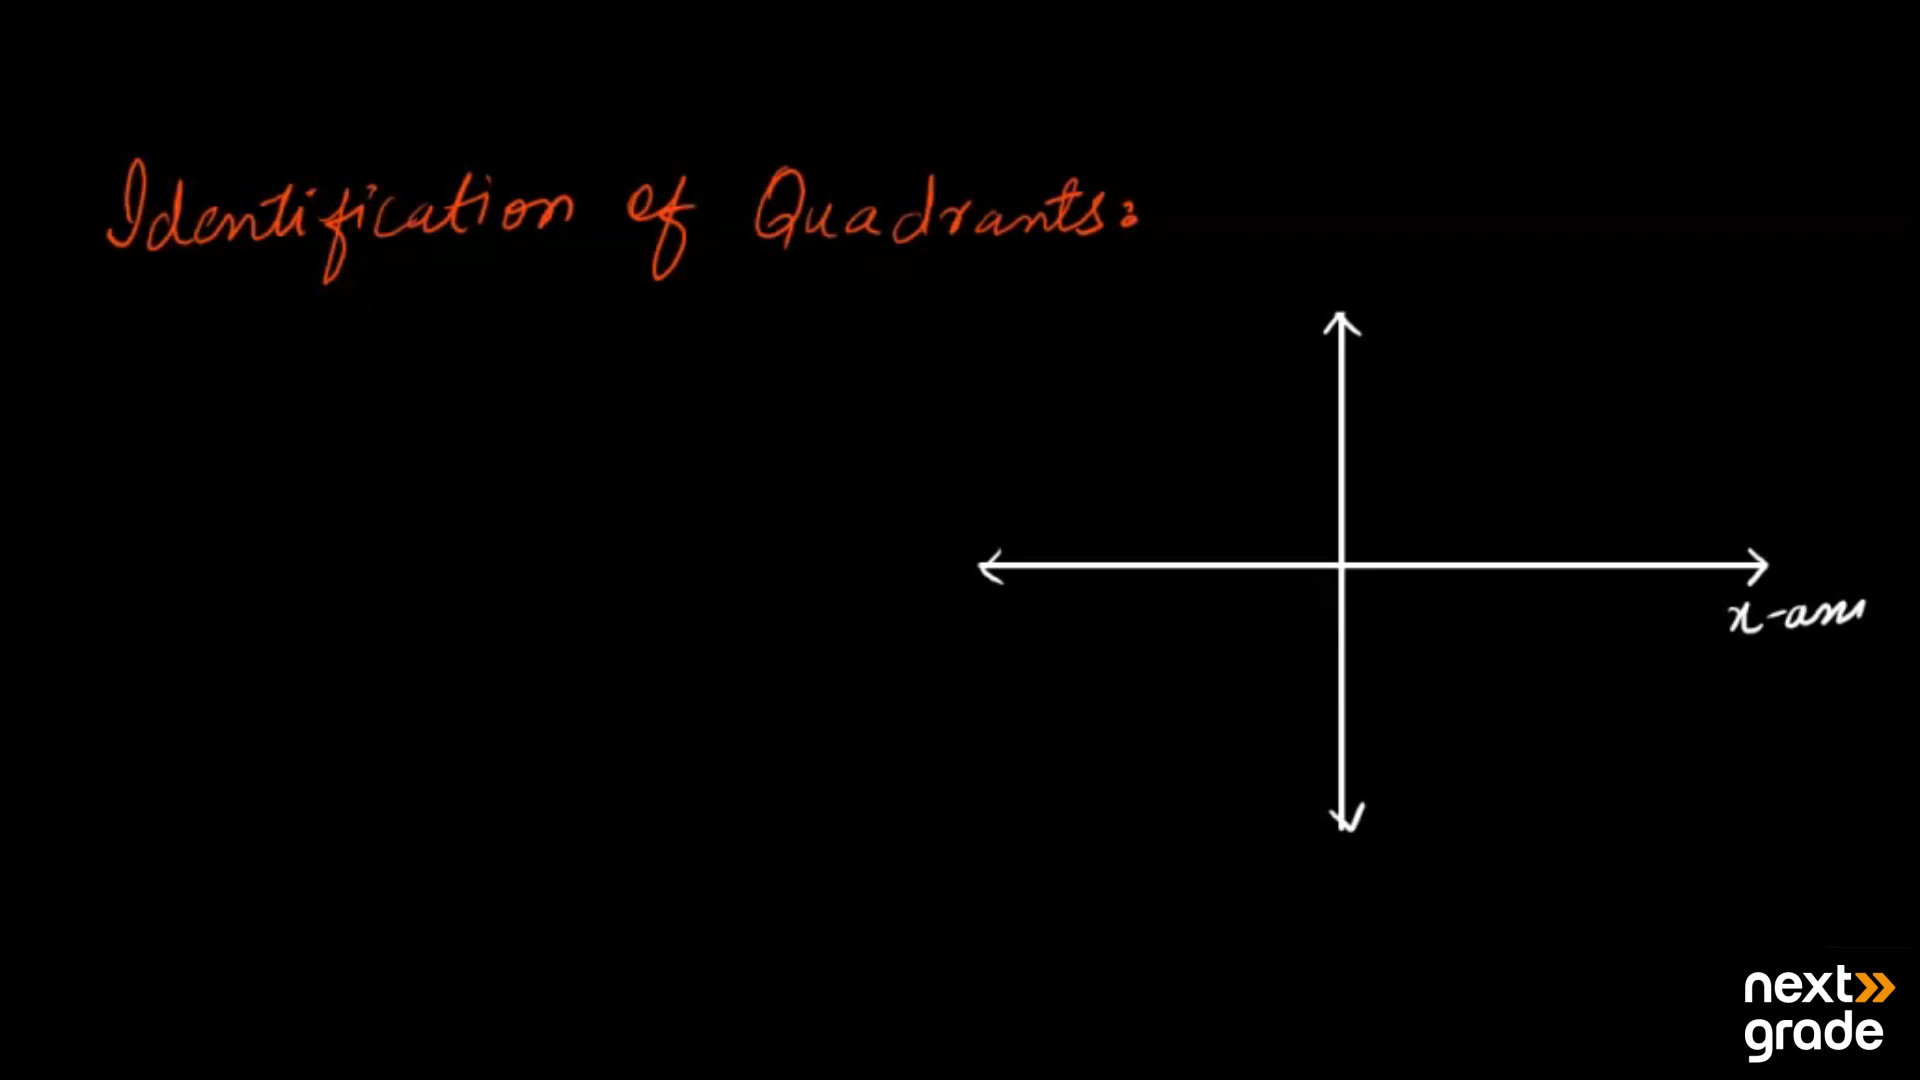 Identification of Quadrants:
x-axis
next
grade